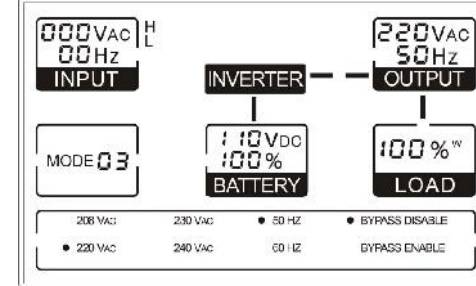 000VAC H
00Hz L
INPUT
220VAC
50Hz
OUTPUT
INVERTER
MODE 03
110VDC
100%
BATTERY
100%W
LOAD
208 VAC 230 VAC ● 50 HZ ● BYPASS DISABLE
● 220 VAC 240 VAC 60 HZ BYPASS ENABLE